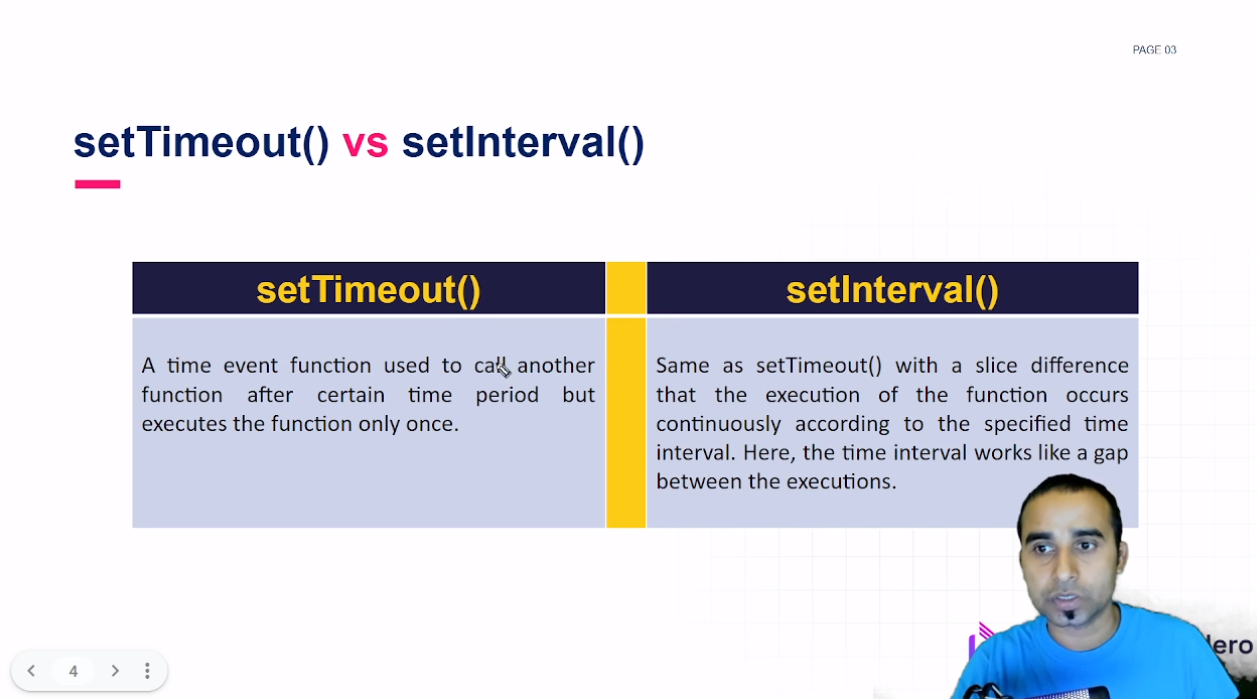 PAGE 03
setTimeout() vs setInterval()
setTimeout()
A time event function used to call another
function after certain time period but
executes the function only once.
setInterval()
Same as setTimeout() with a slice difference
that the execution of the function occurs
continuously according to the specified time
interval. Here, the time interval works like a gap
between the executions.
4